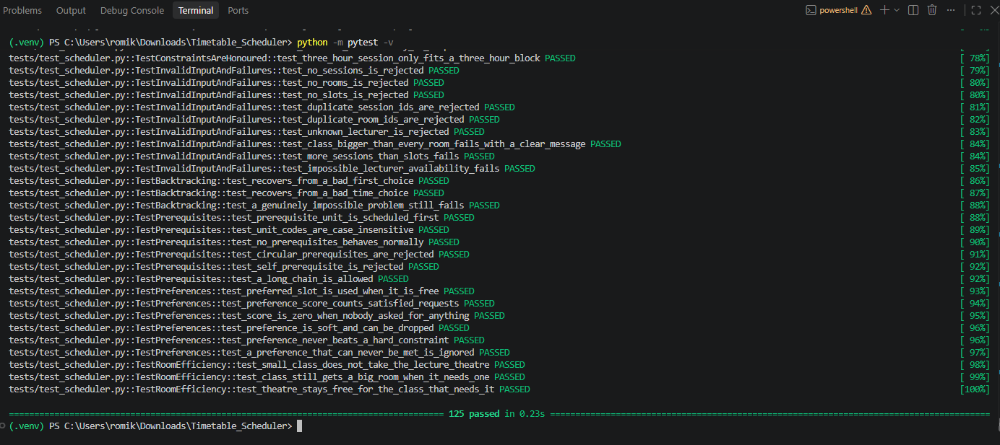 Problems Output Debug Console Terminal Ports powershell
(.venv) PS C:\Users\romik\Downloads\Timetable_Scheduler> python -m pytest -v
tests/test_scheduler.py::TestConstraintsAreHonoured::test_three_hour_session_only_fits_a_three_hour_block PASSED [ 78%]
tests/test_scheduler.py::TestInvalidInputAndFailures::test_no_sessions_is_rejected PASSED [ 79%]
tests/test_scheduler.py::TestInvalidInputAndFailures::test_no_rooms_is_rejected PASSED [ 80%]
tests/test_scheduler.py::TestInvalidInputAndFailures::test_no_slots_is_rejected PASSED [ 80%]
tests/test_scheduler.py::TestInvalidInputAndFailures::test_duplicate_session_ids_are_rejected PASSED [ 81%]
tests/test_scheduler.py::TestInvalidInputAndFailures::test_duplicate_room_ids_are_rejected PASSED [ 82%]
tests/test_scheduler.py::TestInvalidInputAndFailures::test_unknown_lecturer_is_rejected PASSED [ 83%]
tests/test_scheduler.py::TestInvalidInputAndFailures::test_class_bigger_than_every_room_fails_with_a_clear_message PASSED [ 84%]
tests/test_scheduler.py::TestInvalidInputAndFailures::test_more_sessions_than_slots_fails PASSED [ 84%]
tests/test_scheduler.py::TestInvalidInputAndFailures::test_impossible_lecturer_availability_fails PASSED [ 85%]
tests/test_scheduler.py::TestBacktracking::test_recovers_from_a_bad_first_choice PASSED [ 86%]
tests/test_scheduler.py::TestBacktracking::test_recovers_from_a_bad_time_choice PASSED [ 87%]
tests/test_scheduler.py::TestBacktracking::test_a_genuinely_impossible_problem_still_fails PASSED [ 88%]
tests/test_scheduler.py::TestPrerequisites::test_prerequisite_unit_is_scheduled_first PASSED [ 88%]
tests/test_scheduler.py::TestPrerequisites::test_unit_codes_are_case_insensitive PASSED [ 89%]
tests/test_scheduler.py::TestPrerequisites::test_no_prerequisites_behaves_normally PASSED [ 90%]
tests/test_scheduler.py::TestPrerequisites::test_circular_prerequisites_are_rejected PASSED [ 91%]
tests/test_scheduler.py::TestPrerequisites::test_self_prerequisite_is_rejected PASSED [ 92%]
tests/test_scheduler.py::TestPrerequisites::test_a_long_chain_is_allowed PASSED [ 92%]
tests/test_scheduler.py::TestPreferences::test_preferred_slot_is_used_when_it_is_free PASSED [ 93%]
tests/test_scheduler.py::TestPreferences::test_preference_score_counts_satisfied_requests PASSED [ 94%]
tests/test_scheduler.py::TestPreferences::test_score_is_zero_when_nobody_asked_for_anything PASSED [ 95%]
tests/test_scheduler.py::TestPreferences::test_preference_is_soft_and_can_be_dropped PASSED [ 96%]
tests/test_scheduler.py::TestPreferences::test_preference_never_beats_a_hard_constraint PASSED [ 96%]
tests/test_scheduler.py::TestPreferences::test_a_preference_that_can_never_be_met_is_ignored PASSED [ 97%]
tests/test_scheduler.py::TestRoomEfficiency::test_small_class_does_not_take_the_lecture_theatre PASSED [ 98%]
tests/test_scheduler.py::TestRoomEfficiency::test_class_still_gets_a_big_room_when_it_needs_one PASSED [ 99%]
tests/test_scheduler.py::TestRoomEfficiency::test_theatre_stays_free_for_the_class_that_needs_it PASSED [100%]
125 passed in 0.23s
(.venv) PS C:\Users\romik\Downloads\Timetable_Scheduler>